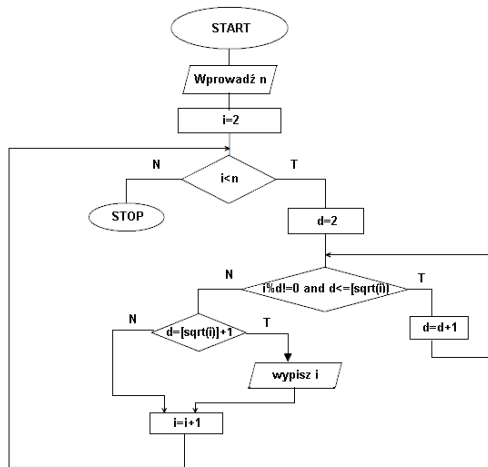 START
Wprowadź n
i=2
N
T
i<n
STOP
d=2
N
T
i%d!=0 and d<=[sqrt(i)]
N
T
d=[sqrt(i)]+1
d=d+1
wypisz i
i=i+1